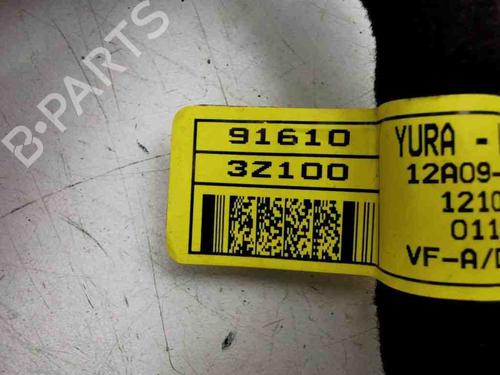 B-PARTS
91610
3Z100
YURA -
12A09-
1210
011
VF-A/D